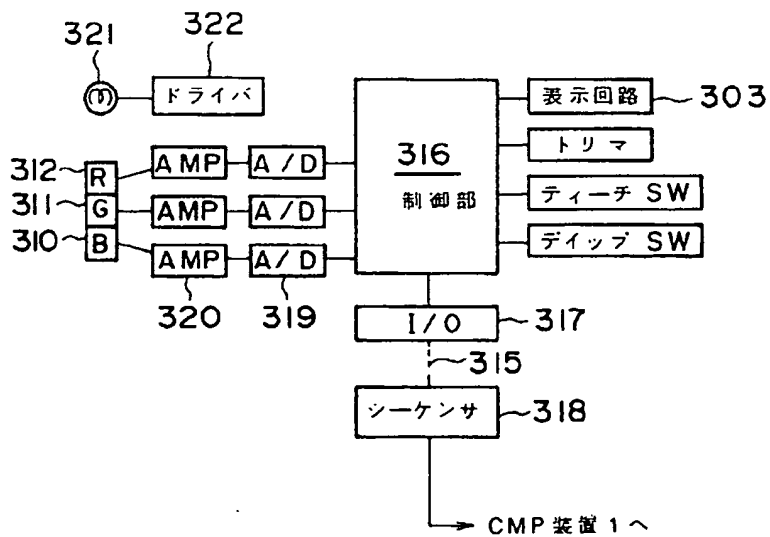 321
322
ドライバ
表示回路
303
312
R
AMP
A/D
316
制御部
トリマ
311
G
AMP
A/D
ティーチ SW
310
B
AMP
A/D
デイップ SW
320
319
I/O
317
315
シーケンサ
318
CMP装置1へ